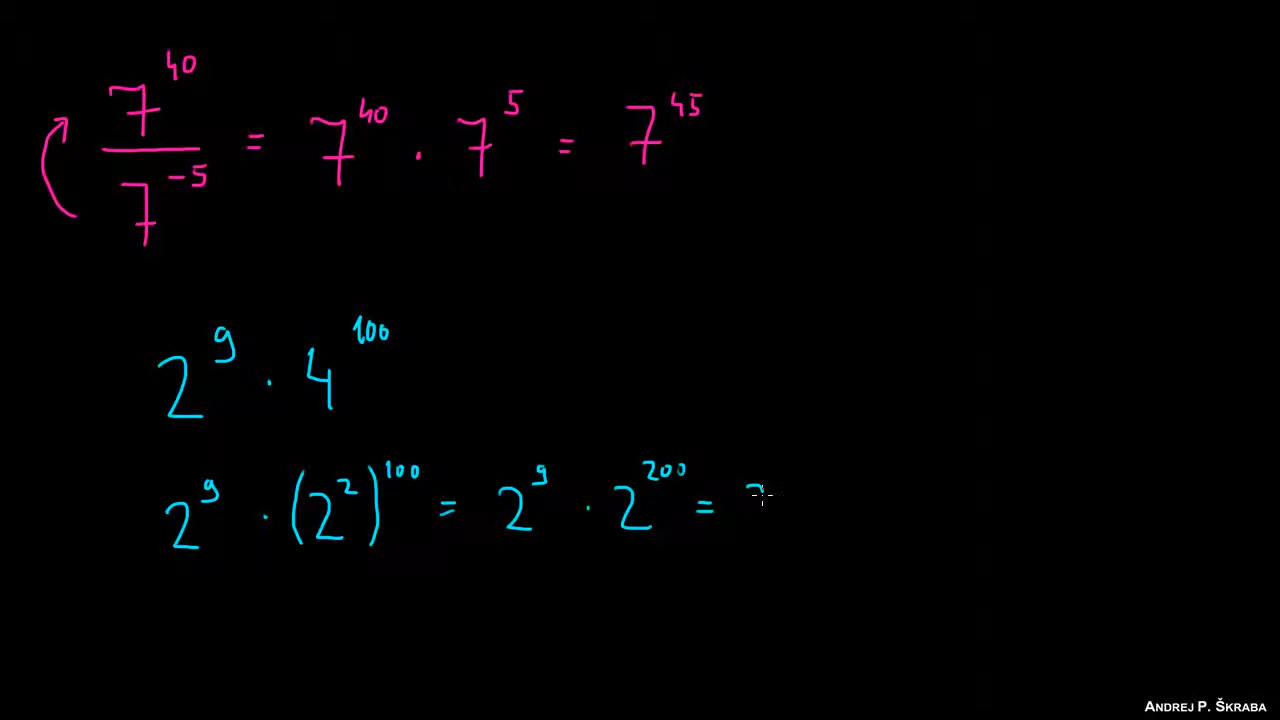 7^40 / 7^-5 = 7^40 · 7^5 = 7^45
2^9 · 4^100
2^9 · (2^2)^100 = 2^9 · 2^200 =
ANDREJ P. ŠKRABA